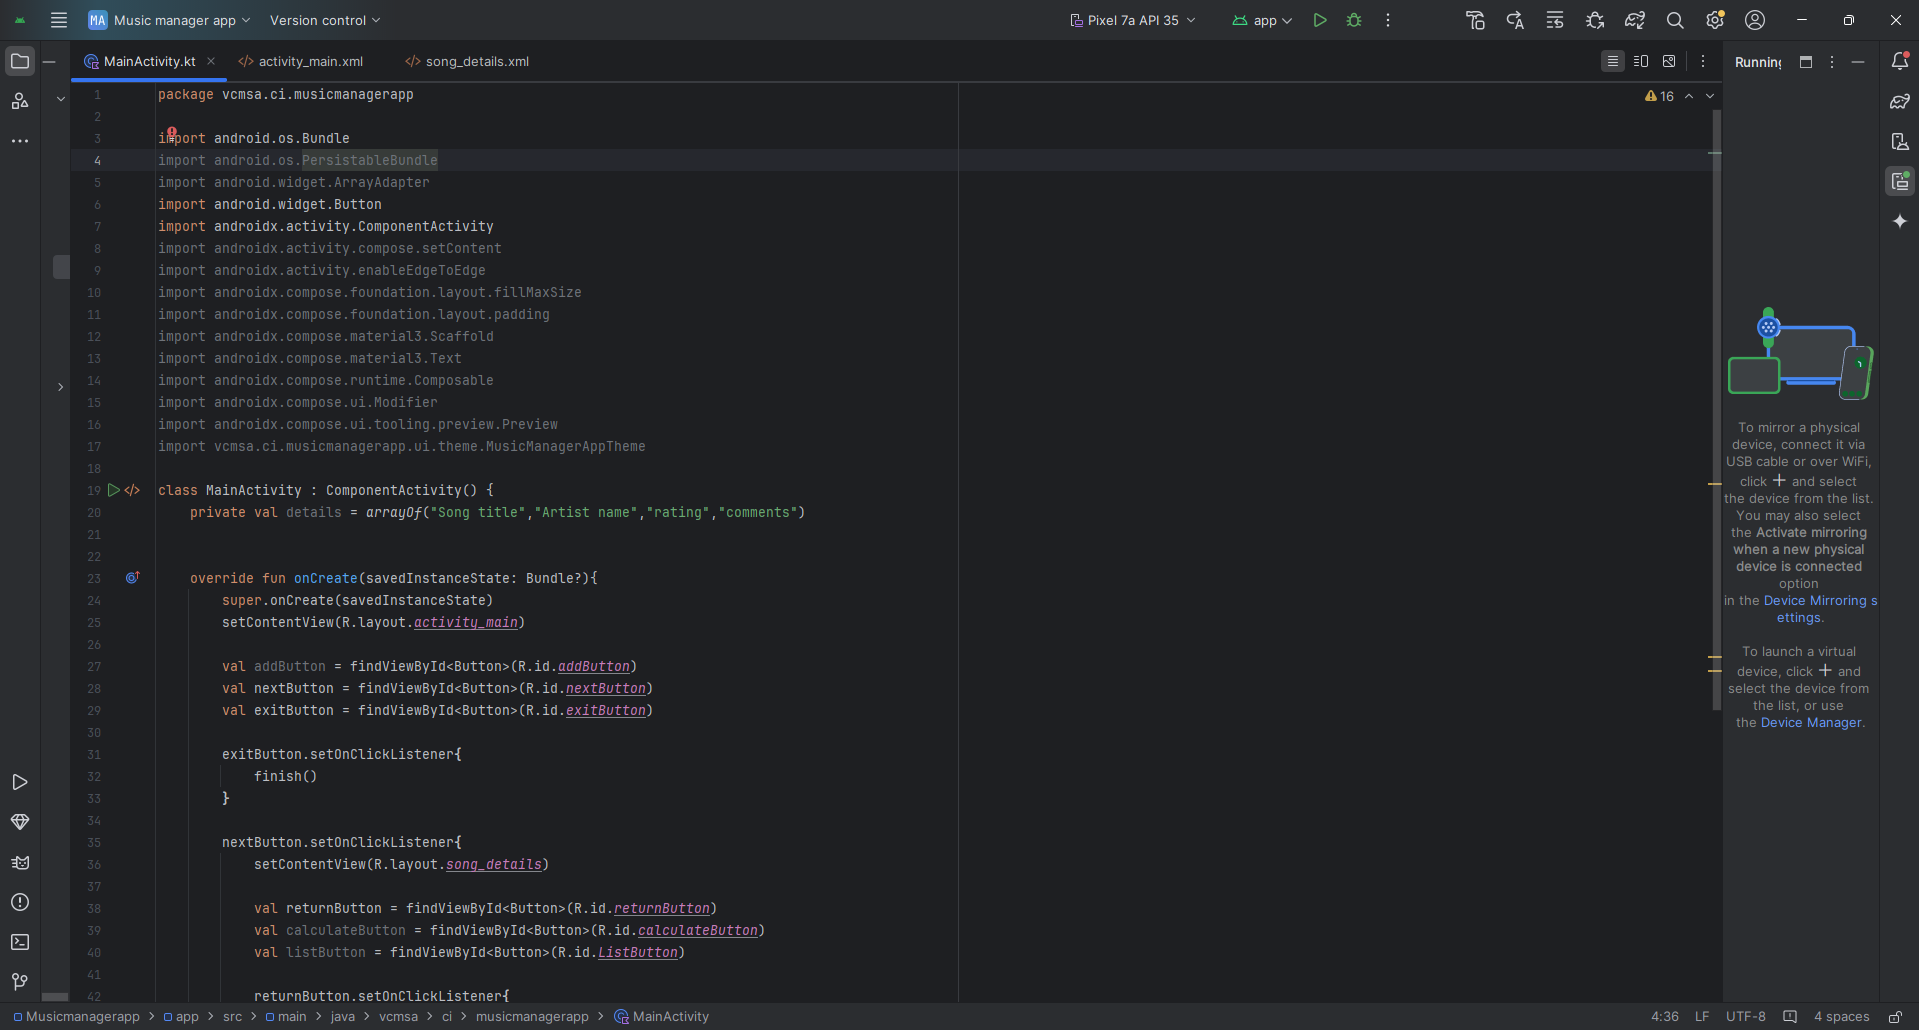 MA Music manager app Version control Pixel 7a API 35 app
MainActivity.kt activity_main.xml song_details.xml
Running
16
1 package vcmsa.ci.musicmanagerapp
2
3 import android.os.Bundle
4 import android.os.PersistableBundle
5 import android.widget.ArrayAdapter
6 import android.widget.Button
7 import androidx.activity.ComponentActivity
8 import androidx.activity.compose.setContent
9 import androidx.activity.enableEdgeToEdge
10 import androidx.compose.foundation.layout.fillMaxSize
11 import androidx.compose.foundation.layout.padding
12 import androidx.compose.material3.Scaffold
13 import androidx.compose.material3.Text
14 import androidx.compose.runtime.Composable
15 import androidx.compose.ui.Modifier
16 import androidx.compose.ui.tooling.preview.Preview
17 import vcmsa.ci.musicmanagerapp.ui.theme.MusicManagerAppTheme
18
19 class MainActivity : ComponentActivity() {
20 private val details = arrayOf("Song title","Artist name","rating","comments")
21
22
23 override fun onCreate(savedInstanceState: Bundle?){
24 super.onCreate(savedInstanceState)
25 setContentView(R.layout.activity_main)
26
27 val addButton = findViewById<Button>(R.id.addButton)
28 val nextButton = findViewById<Button>(R.id.nextButton)
29 val exitButton = findViewById<Button>(R.id.exitButton)
30
31 exitButton.setOnClickListener{
32 finish()
33 }
34
35 nextButton.setOnClickListener{
36 setContentView(R.layout.song_details)
37
38 val returnButton = findViewById<Button>(R.id.returnButton)
39 val calculateButton = findViewById<Button>(R.id.calculateButton)
40 val listButton = findViewById<Button>(R.id.ListButton)
41
42 returnButton.setOnClickListener{
To mirror a physical
device, connect it via
USB cable or over WiFi,
click + and select
the device from the list.
You may also select
the Activate mirroring
when a new physical
device is connected
option
in the Device Mirroring s
ettings.
To launch a virtual
device, click + and
select the device from
the list, or use
the Device Manager.
Musicmanagerapp > app > src > main > java > vcmsa > ci > musicmanagerapp > MainActivity
4:36 LF UTF-8 4 spaces